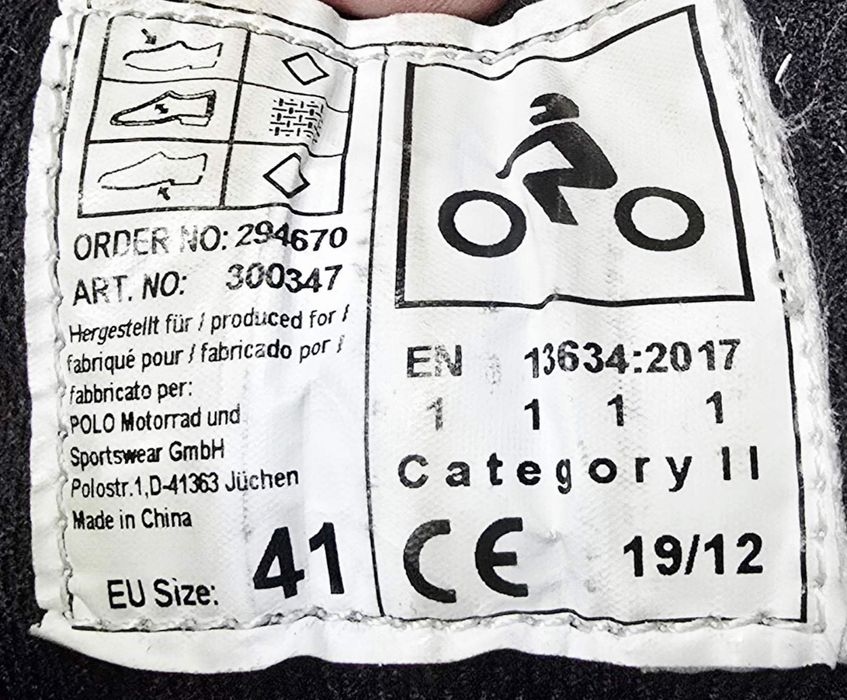 ORDER NO: 294670
ART. NO: 300347
Hergestellt für / produced for /
fabriqué pour / fabricado por /
fabbricato per:
POLO Motorrad und
Sportswear GmbH
Polostr.1,D-41363 Jüchen
Made in China
EU Size: 41
EN 13634:2017
1 1 1 1
Category II
CE 19/12